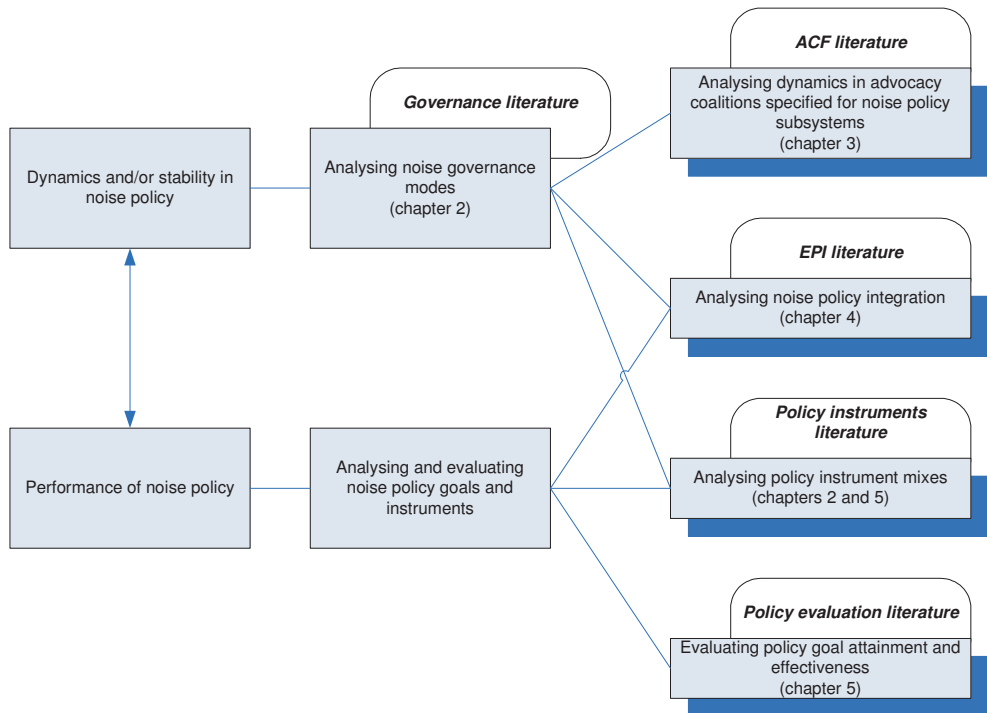 ACF literature
Analysing dynamics in advocacy
coalitions specified for noise policy
subsystems
(chapter 3)
Governance literature
Analysing noise governance
modes
(chapter 2)
Dynamics and/or stability in
noise policy
EPI literature
Analysing noise policy integration
(chapter 4)
Policy instruments
literature
Analysing policy instrument mixes
(chapters 2 and 5)
Performance of noise policy
Analysing and evaluating
noise policy goals and
instruments
Policy evaluation literature
Evaluating policy goal attainment and
effectiveness
(chapter 5)